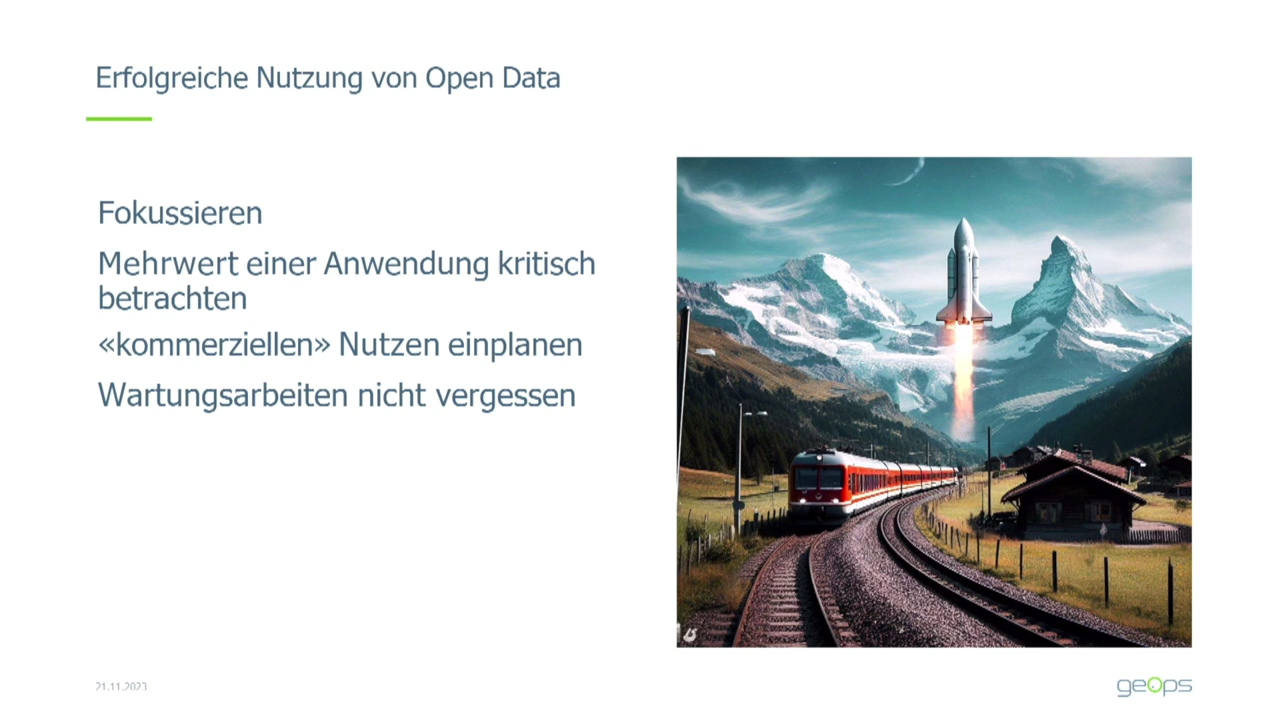 Erfolgreiche Nutzung von Open Data
Fokussieren
Mehrwert einer Anwendung kritisch
betrachten
«kommerziellen» Nutzen einplanen
Wartungsarbeiten nicht vergessen
21.11.2023
geOps